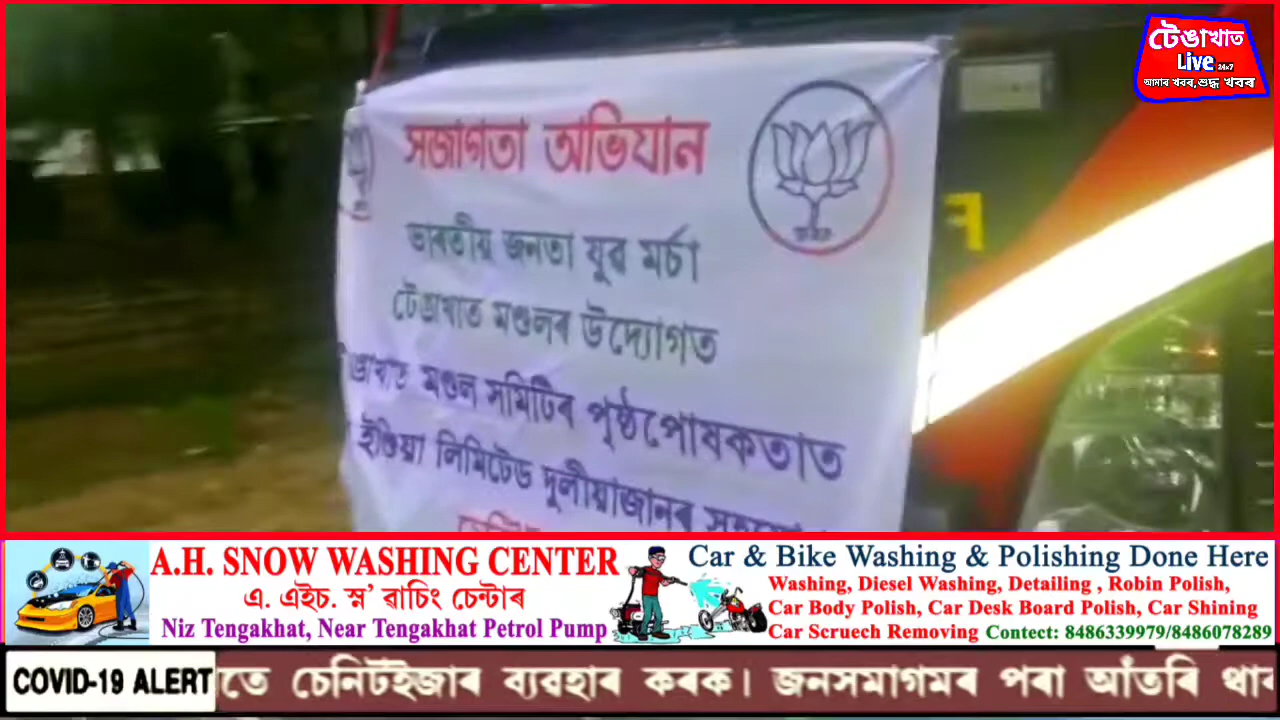 টেঙাখাত
Live 24x7
আমাৰ খবৰ, শুদ্ধ খবৰ
সজাগতা অভিযান
ভাৰতীয় জনতা যুৱ মৰ্চা
টেঙাখাত মণ্ডলৰ উদ্যোগত
মণ্ডল সমিটিৰ পৃষ্ঠপোষকতাত
ইণ্ডিয়া লিমিটেড দুলীয়াজানৰ
A.H. SNOW WASHING CENTER
এ. এইচ. স্ন' ৱাচিং চেন্টাৰ
Niz Tengakhat, Near Tengakhat Petrol Pump
Car & Bike Washing & Polishing Done Here
Washing, Diesel Washing, Detailing , Robin Polish,
Car Body Polish, Car Desk Board Polish, Car Shining
Car Scruech Removing Contect: 8486339979/8486078289
COVID-19 ALERT তে চেনিটাইজাৰ ব্যৱহাৰ কৰক। জনসমাগমৰ পৰা আঁতৰি থাক